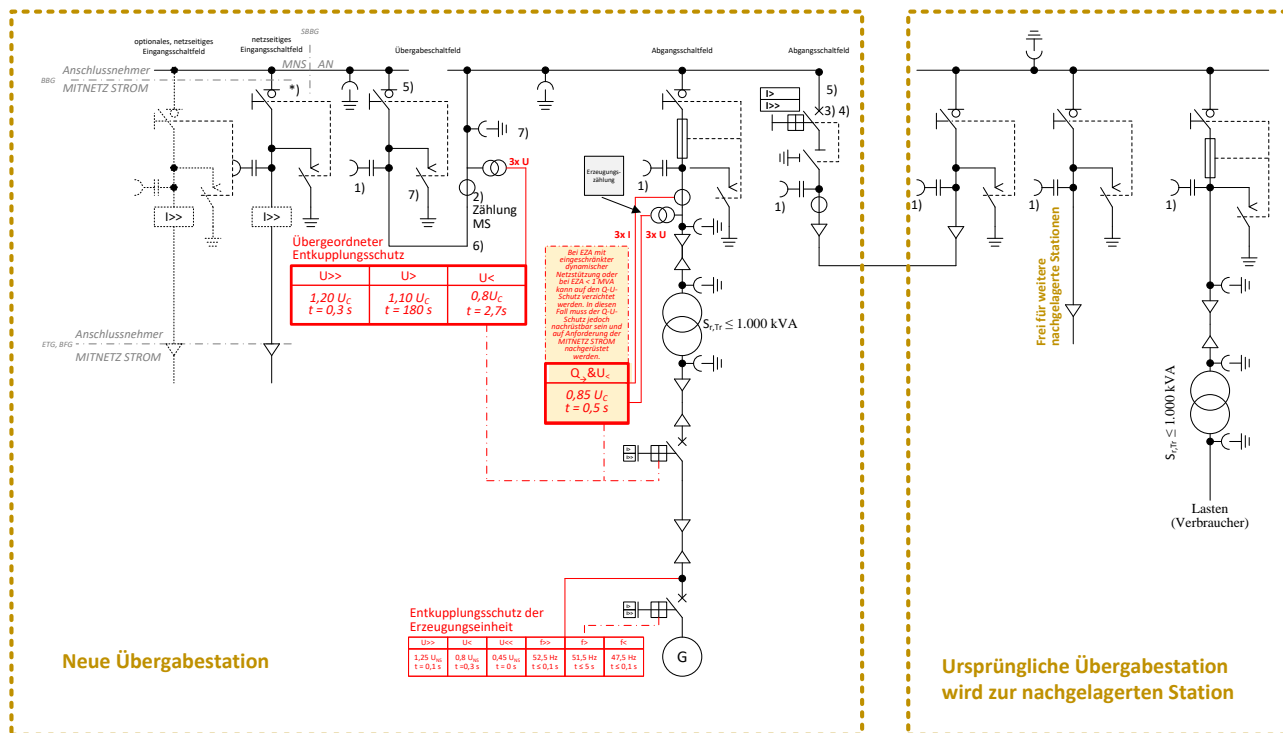 optionales, netzseitiges
Eingangsschaltfeld
netzseitiges
Eingangsschaltfeld
SBBG
Übergabeschaltfeld
Abgangsschaltfeld
Abgangsschaltfeld
Anschlussnehmer
MNS
AN
BBG
MITNETZ STROM
*)
5)
7)
3x U
1)
7)
2)
Zählung
MS
6)
I>>
I>>
Erzeugungs-
zählung
1)
3x I
3x U
I>
I>>
5)
3) 4)
1)
1)
1)
1)
Übergeordneter
Entkupplungsschutz
U>>
U>
U<
1,20 UC
t = 0,3 s
1,10 UC
t = 180 s
0,8UC
t = 2,7s
Bei EZA mit
eingeschränkter
dynamischer
Netzstützung oder
bei EZA < 1 MVA
kann auf den Q-U-
Schutz verzichtet
werden. In diesen
Fall muss der Q-U-
Schutz jedoch
nachrüstbar sein und
auf Anforderung der
MITNETZ STROM
nachgerüstet
werden.
Q→&U<
0,85 UC
t = 0,5 s
Sr,Tr ≤ 1.000 kVA
Anschlussnehmer
ETG, BFG
MITNETZ STROM
Frei für weitere
nachgelagerte Stationen
Sr,Tr ≤ 1.000 kVA
Lasten
(Verbraucher)
I>
I>>
I>
I>>
Entkupplungsschutz der
Erzeugungseinheit
U>>
U<
U<<
f>>
f>
f<
1,25 UNS
t = 0,1 s
0,8 UNS
t =0,3 s
0,45 UNS
t = 0 s
52,5 Hz
t ≤ 0,1 s
51,5 Hz
t ≤ 5 s
47,5 Hz
t ≤ 0,1 s
G
Neue Übergabestation
Ursprüngliche Übergabestation
wird zur nachgelagerten Station